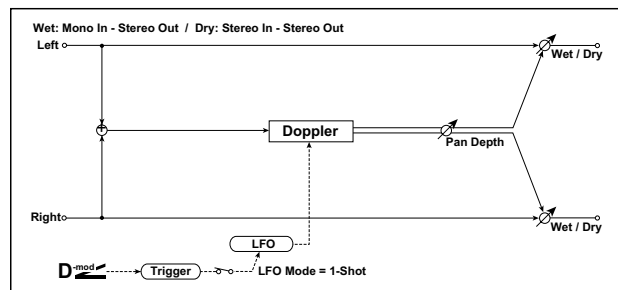 Wet: Mono In - Stereo Out / Dry: Stereo In - Stereo Out
Left
Wet / Dry
Doppler
Pan Depth
Right
Wet / Dry
LFO
D-mod
Trigger
LFO Mode = 1-Shot